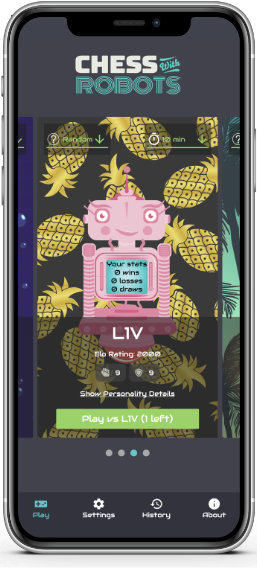 CHESS With
ROBOTS
Random
10 min
Your stats
0 wins
0 losses
0 draws
L1V
Elo Rating 2000
9
9
Show Personality Details
Play vs L1V (1 left)
Play
Settings
History
About